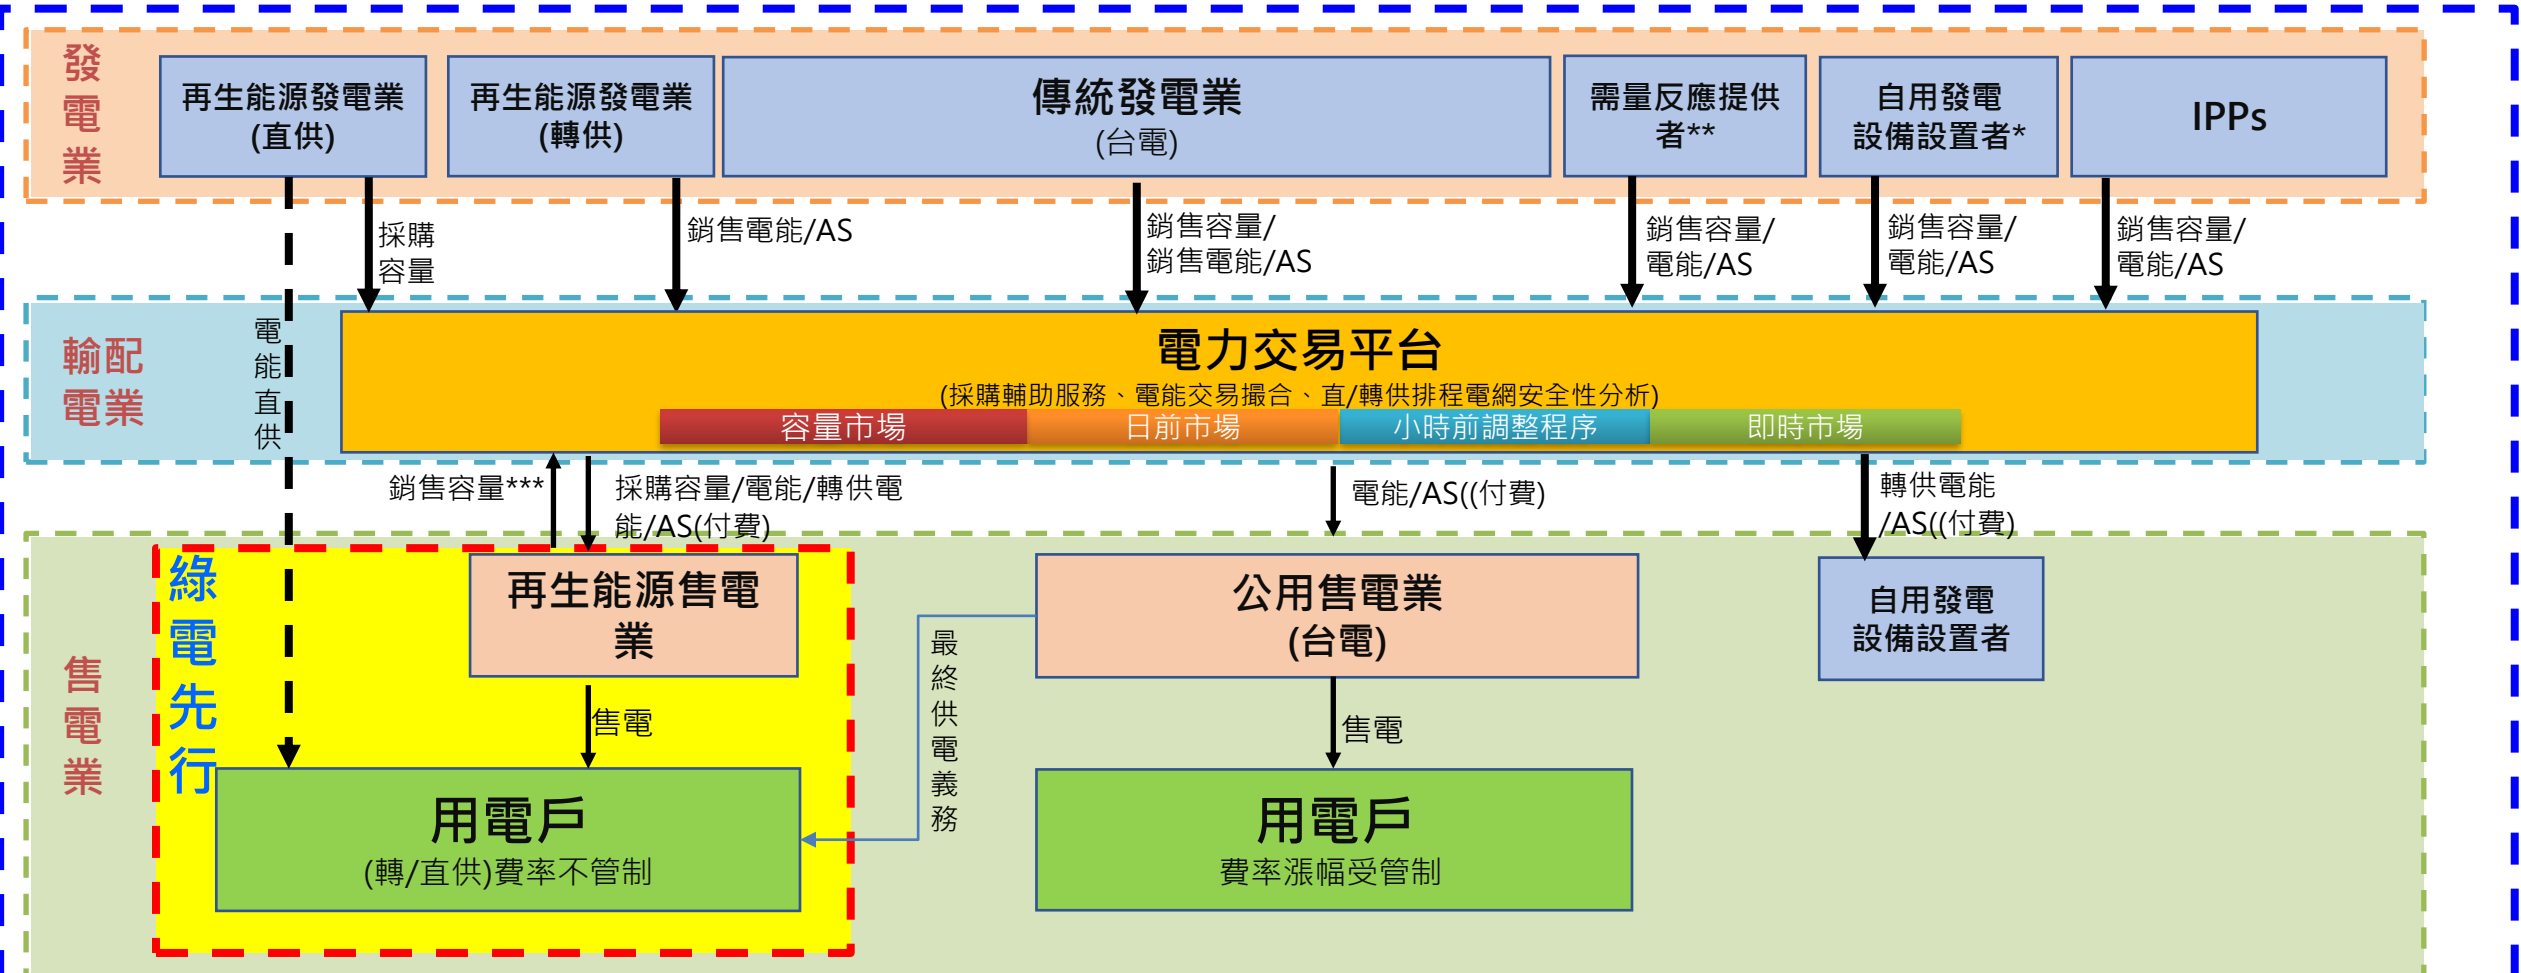 發
電
業
再生能源發電業
(直供)
再生能源發電業
(轉供)
傳統發電業
(台電)
需量反應提供
者**
自用發電
設備設置者*
IPPs
採購
容量
銷售電能/AS
銷售容量/
銷售電能/AS
銷售容量/
電能/AS
銷售容量/
電能/AS
銷售容量/
電能/AS
輸配
電業
電
能
直
供
電力交易平台
(採購輔助服務、電能交易撮合、直/轉供排程電網安全性分析)
容量市場
日前市場
小時前調整程序
即時市場
銷售容量***
採購容量/電能/轉供電
能/AS(付費)
電能/AS((付費)
轉供電能
/AS((付費)
售
電
業
綠
電
先
行
再生能源售電
業
公用售電業
(台電)
自用發電
設備設置者
最
終
供
電
義
務
售電
售電
用電戶
(轉/直供)費率不管制
用電戶
費率漲幅受管制